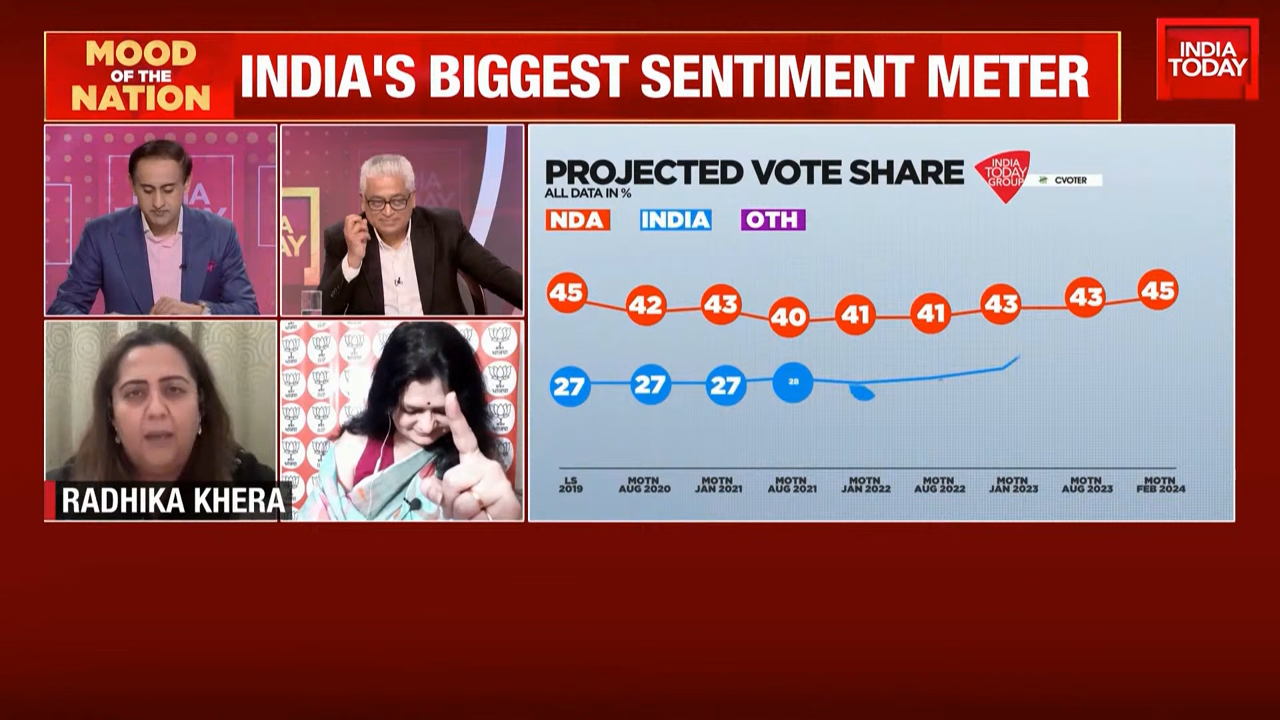 MOOD
OF THE
NATION
INDIA'S BIGGEST SENTIMENT METER
INDIA
TODAY
RADHIKA KHERA
PROJECTED VOTE SHARE
ALL DATA IN %
INDIA
TODAY
GROUP
CVOTER
NDA INDIA OTH
45 42 43 40 41 41 43 43 45
27 27 27 28
LS
2019
MOTN
AUG 2020
MOTN
JAN 2021
MOTN
AUG 2021
MOTN
JAN 2022
MOTN
AUG 2022
MOTN
JAN 2023
MOTN
AUG 2023
MOTN
FEB 2024